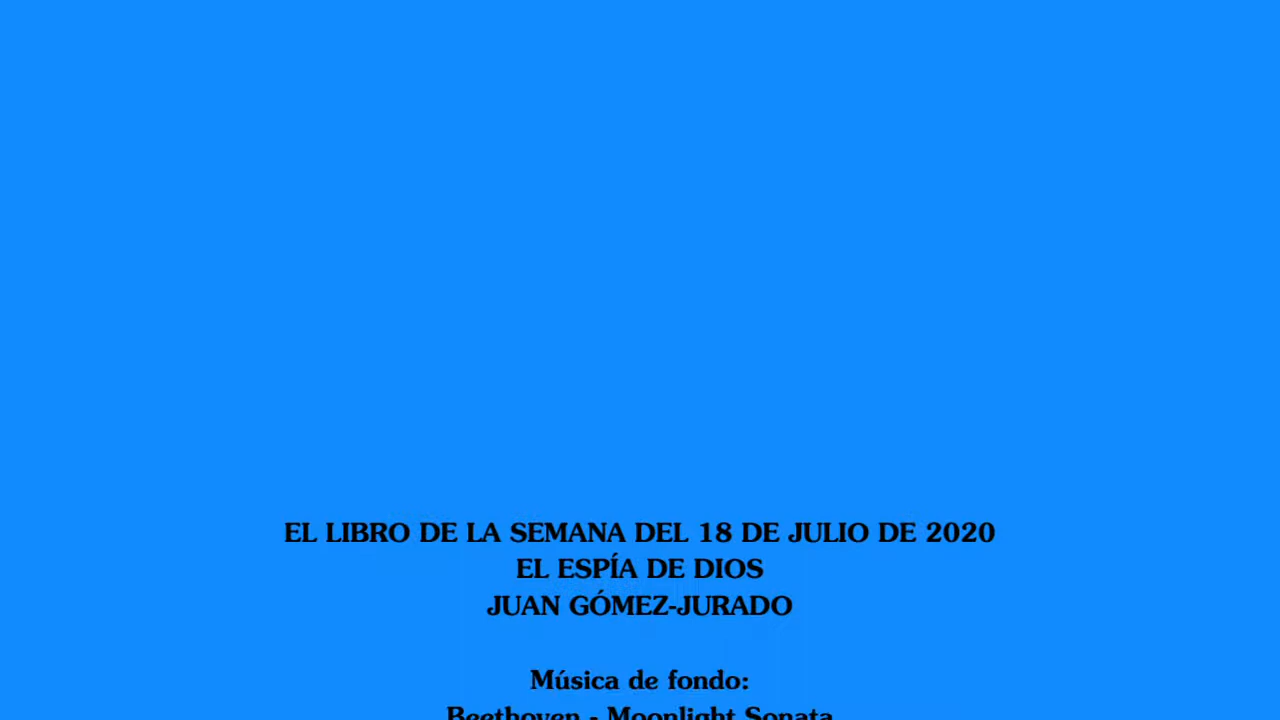 EL LIBRO DE LA SEMANA DEL 18 DE JULIO DE 2020
EL ESPÍA DE DIOS
JUAN GÓMEZ-JURADO
Música de fondo:
Beethoven - Moonlight Sonata